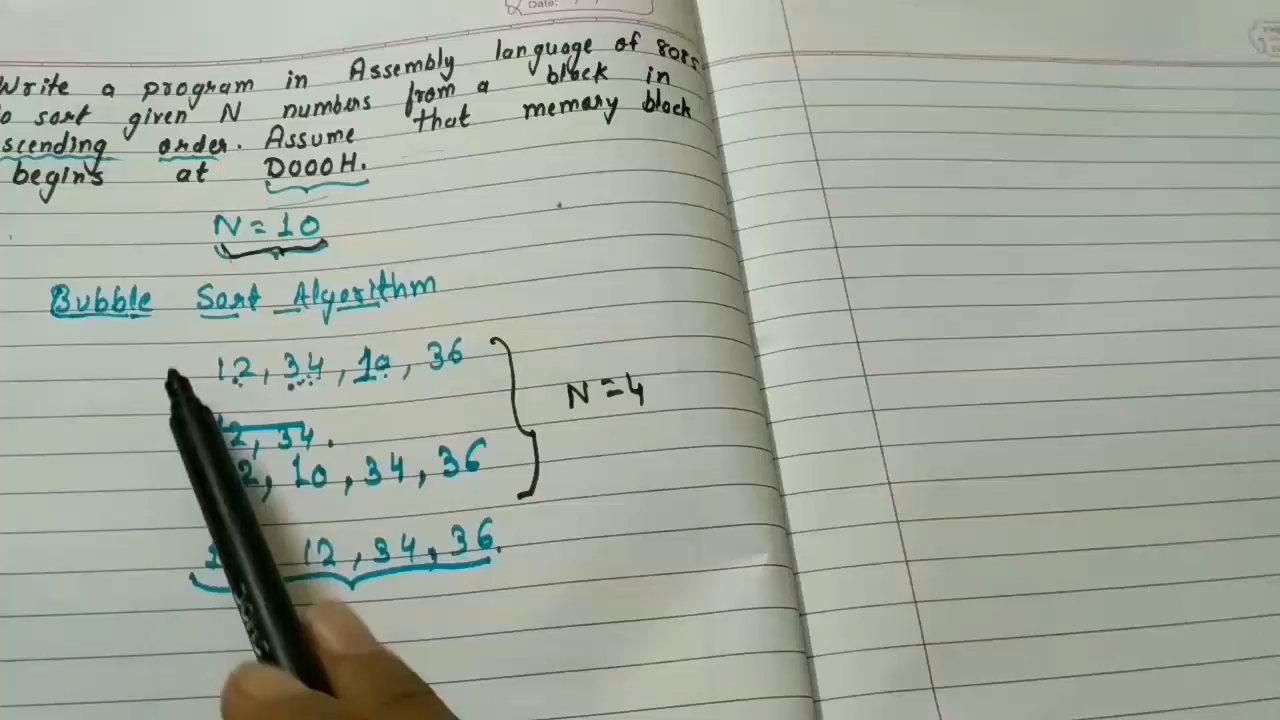 Date:
Write a program in Assembly language of 8085
sort given N numbers from a block in
scending order. Assume that memory block
begins at D000H.
N = 10
Bubble Sort Algorithm
12, 34, 10, 36
N = 4
2, 34.
2, 10, 34, 36
12, 34, 36.